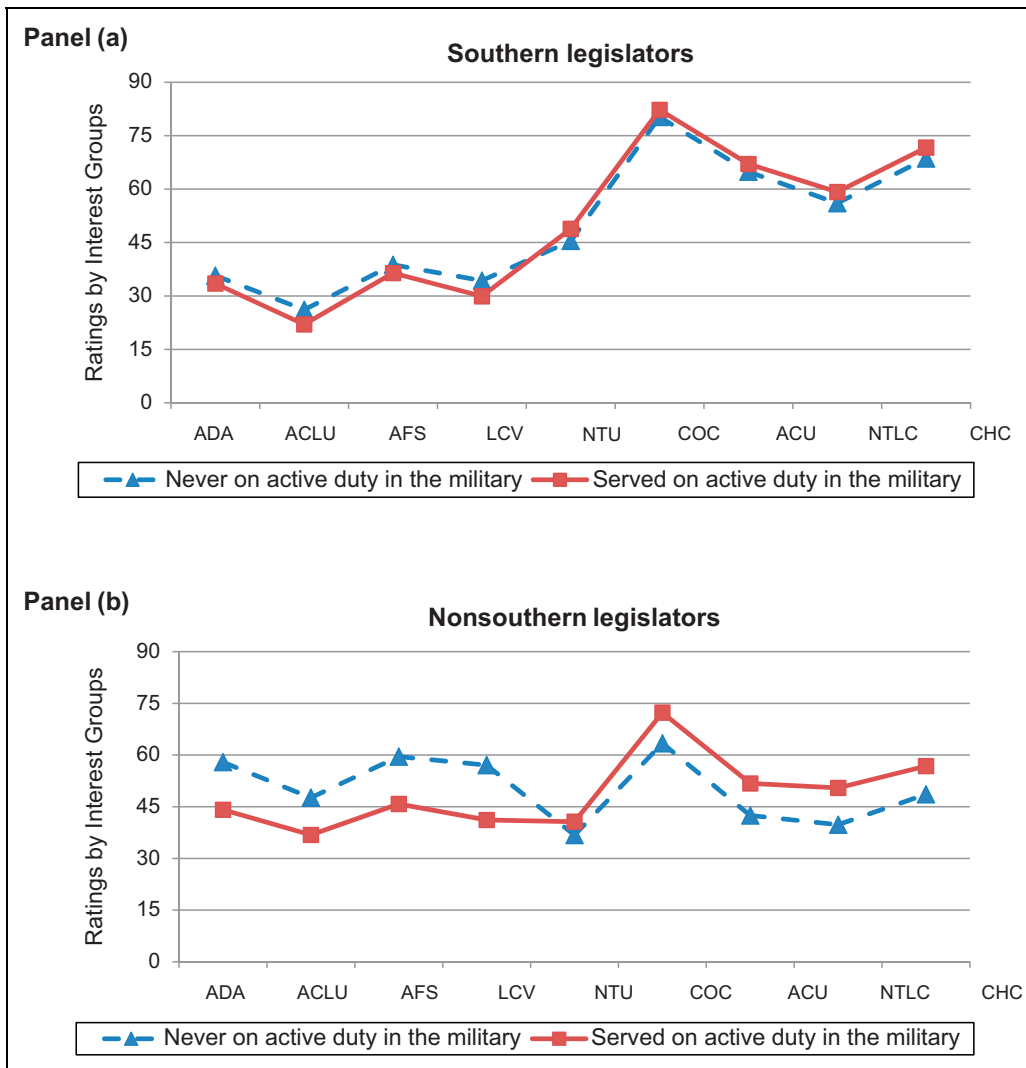 Panel (a)
Southern legislators
Ratings by Interest Groups
90
75
60
45
30
15
0
ADA ACLU AFS LCV NTU COC ACU NTLC CHC
Never on active duty in the military Served on active duty in the military
Panel (b)
Nonsouthern legislators
Ratings by Interest Groups
90
75
60
45
30
15
0
ADA ACLU AFS LCV NTU COC ACU NTLC CHC
Never on active duty in the military Served on active duty in the military